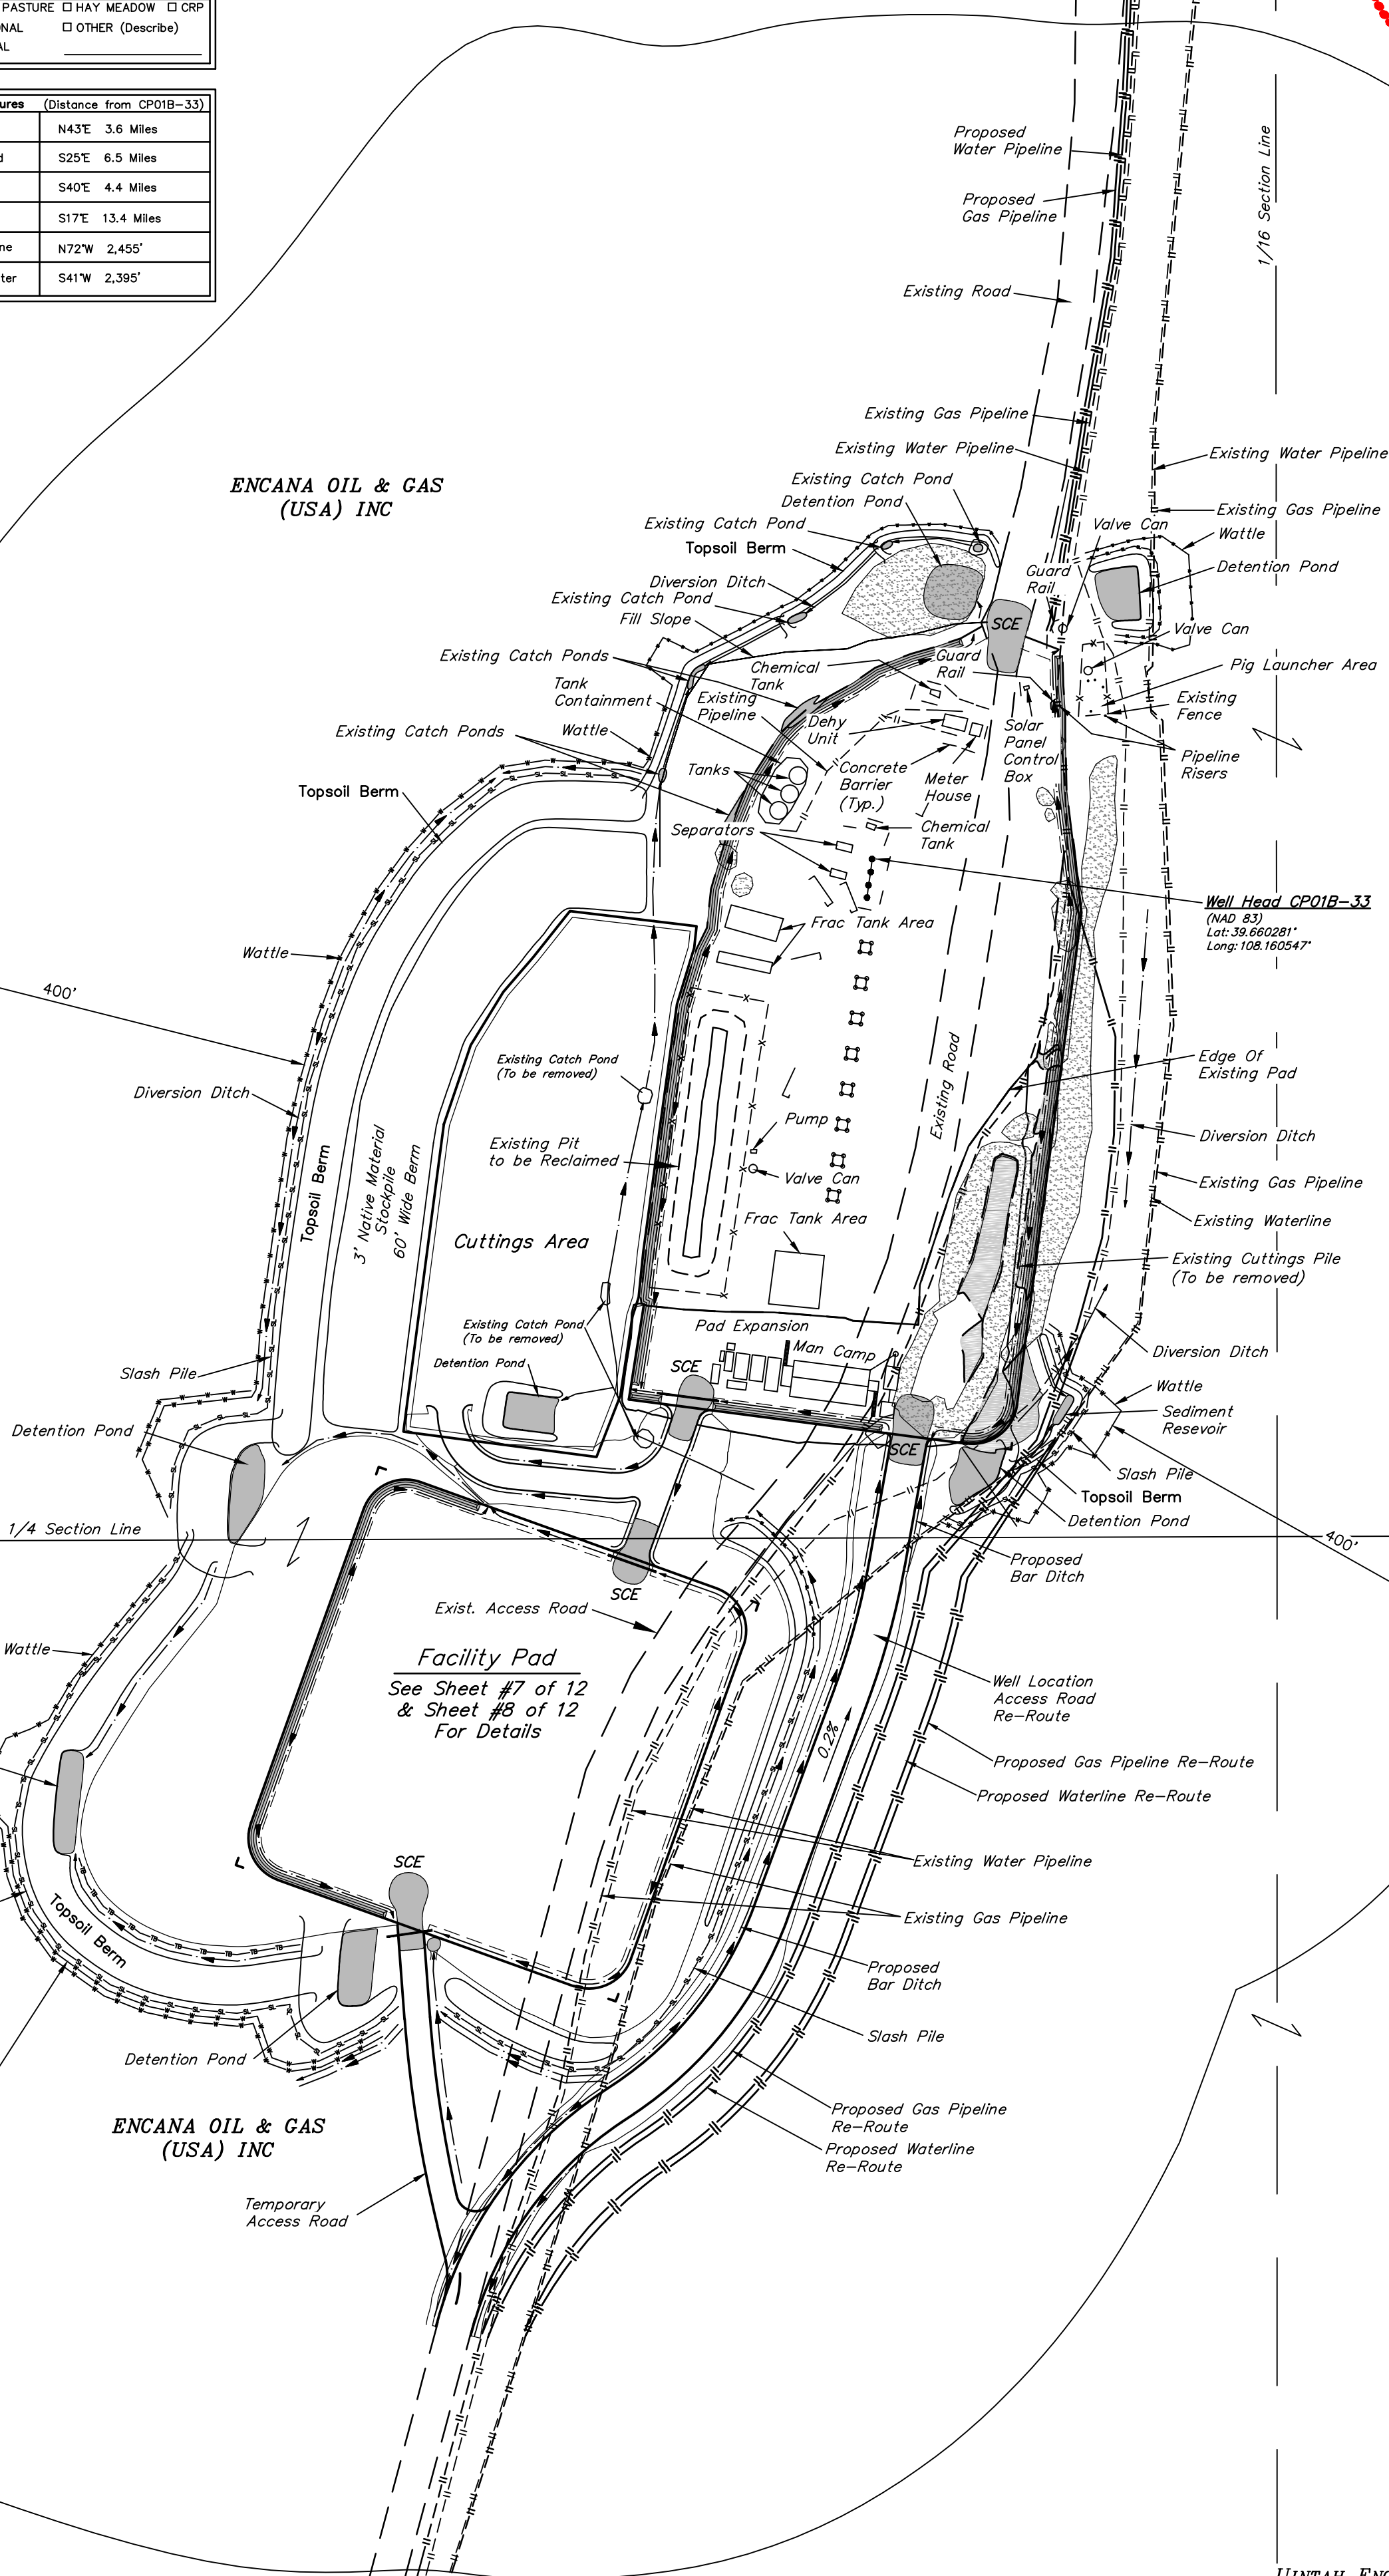 PASTURE □ HAY MEADOW □ CRP
□ OTHER (Describe)
(Distance from CP01B-33)
N43°E 3.6 Miles
S25°E 6.5 Miles
S40°E 4.4 Miles
S17°E 13.4 Miles
N72°W 2,455'
S41°W 2,395'
Proposed
Water Pipeline
1/16 Section Line
Proposed
Gas Pipeline
Existing Road
Existing Gas Pipeline
Existing Water Pipeline
Existing Water Pipeline
ENCANA OIL & GAS
(USA) INC
Existing Catch Pond
Detention Pond
Existing Gas Pipeline
Existing Catch Pond
Valve Can
Wattle
Topsoil Berm
Guard
Rail
Detention Pond
Diversion Ditch
Existing Catch Pond
Fill Slope
SCE
Valve Can
Existing Catch Ponds
Chemical
Tank
Guard
Rail
Pig Launcher Area
Tank
Containment
Existing
Pipeline
Existing
Fence
Wattle
Dehy
Unit
Solar
Panel
Control
Box
Existing Catch Ponds
Pipeline
Risers
Tanks
Concrete
Barrier
(Typ.)
Meter
House
Topsoil Berm
Separators
Chemical
Tank
Well Head CP01B-33
(NAD 83)
Lat: 39.660281°
Long: 108.160547°
Frac Tank Area
Wattle
400'
Existing Catch Pond
(To be removed)
Existing Road
Edge Of
Existing Pad
Diversion Ditch
Pump
Diversion Ditch
Existing Pit
to be Reclaimed
Topsoil Berm
3' Native Material
Stockpile
60' Wide Berm
Valve Can
Existing Gas Pipeline
Frac Tank Area
Existing Waterline
Cuttings Area
Existing Cuttings Pile
(To be removed)
Existing Catch Pond
(To be removed)
Pad Expansion
Man Camp
Diversion Ditch
Detention Pond
SCE
Slash Pile
Wattle
Sediment
Resevoir
Detention Pond
SCE
Slash Pile
Topsoil Berm
Detention Pond
1/4 Section Line
400'
Proposed
Bar Ditch
SCE
Exist. Access Road
Wattle
Facility Pad
See Sheet #7 of 12
& Sheet #8 of 12
For Details
Well Location
Access Road
Re-Route
0.2%
Proposed Gas Pipeline Re-Route
Proposed Waterline Re-Route
SCE
Existing Water Pipeline
Topsoil Berm
Existing Gas Pipeline
Proposed
Bar Ditch
Slash Pile
Detention Pond
Proposed Gas Pipeline
Re-Route
ENCANA OIL & GAS
(USA) INC
Proposed Waterline
Re-Route
Temporary
Access Road